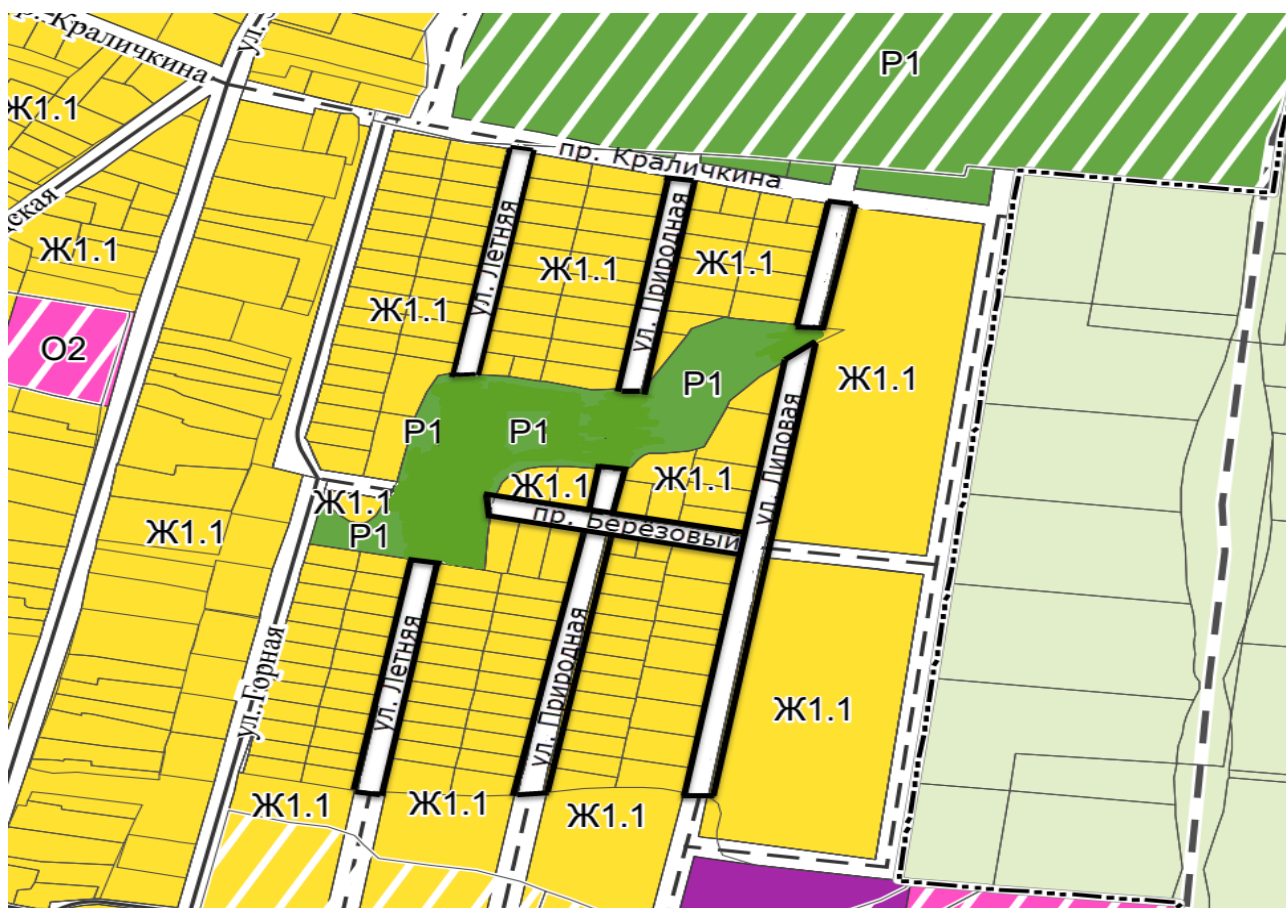 пр. Краличкина
ул.
Р1
Ж1.1
пр. Краличкина
ская
Ж1.1
ул. Летняя
Ж1.1
ул. Природная
Ж1.1
Ж1.1
О2
Р1
Ж1.1
Р1
Р1
ул. Липовая
Ж1.1
Ж1.1
Ж1.1
Ж1.1
Р1
пр. Берёзовый
ул. Горная
ул. Летняя
ул. Природная
Ж1.1
Ж1.1
Ж1.1
Ж1.1